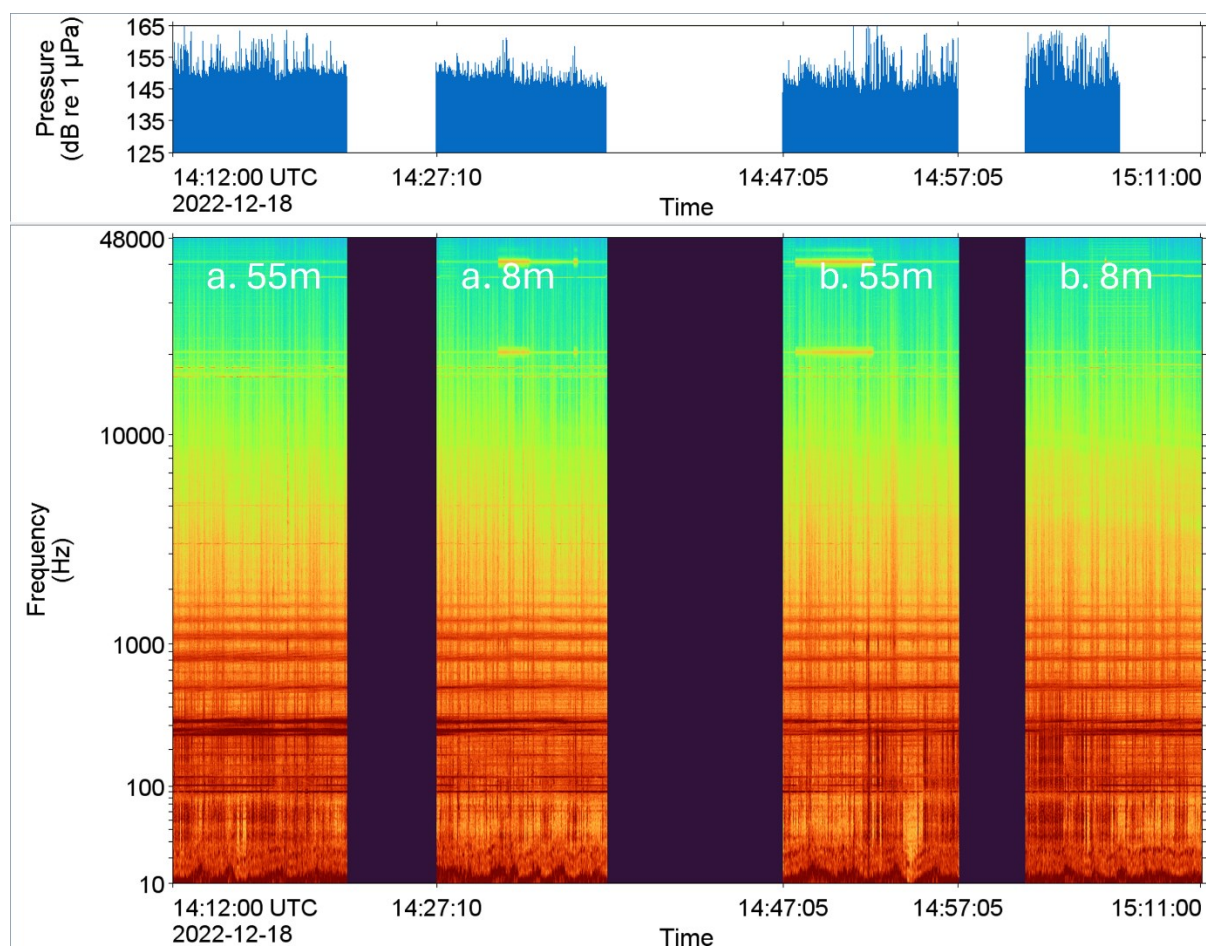 Pressure
(dB re 1 µPa)
165
155
145
135
125
14:12:00 UTC
2022-12-18
14:27:10
14:47:05
14:57:05
15:11:00
Time
Frequency
(Hz)
48000
10000
1000
100
10
a. 55m
a. 8m
b. 55m
b. 8m
14:12:00 UTC
2022-12-18
14:27:10
14:47:05
14:57:05
15:11:00
Time